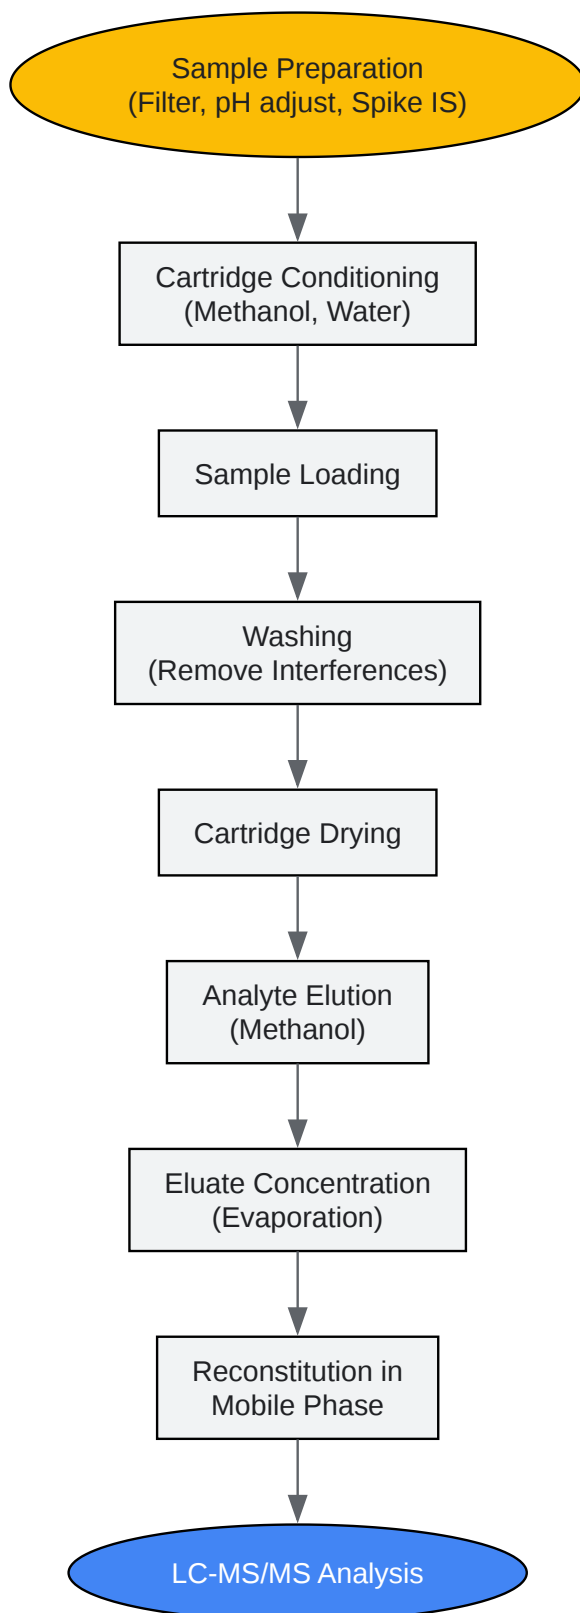 Sample Preparation
(Filter, pH adjust, Spike IS)
Cartridge Conditioning
(Methanol, Water)
Sample Loading
Washing
(Remove Interferences)
Cartridge Drying
Analyte Elution
(Methanol)
Eluate Concentration
(Evaporation)
Reconstitution in
Mobile Phase
LC-MS/MS Analysis